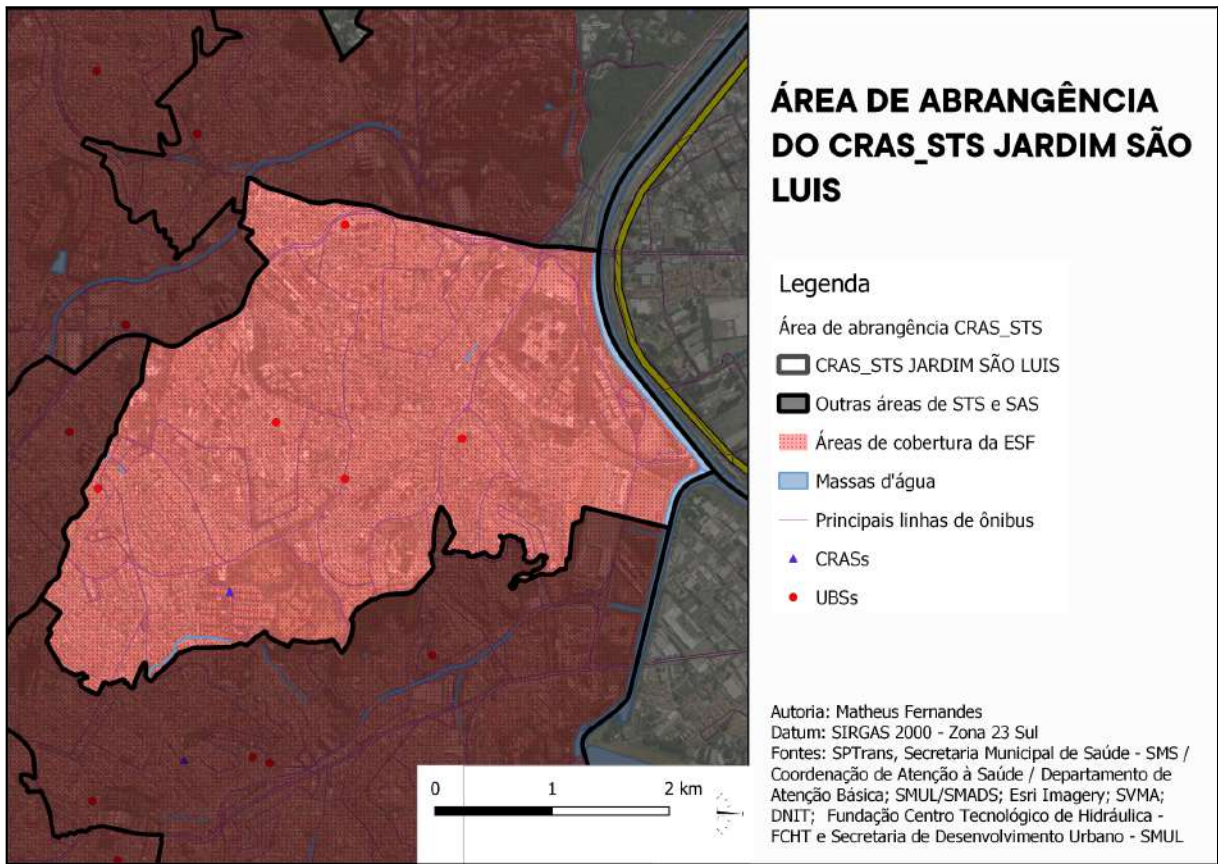 ÁREA DE ABRANGÊNCIA
DO CRAS_STS JARDIM SÃO
LUIS
Legenda
Área de abrangência CRAS_STS
CRAS_STS JARDIM SÃO LUIS
Outras áreas de STS e SAS
Áreas de cobertura da ESF
Massas d'água
Principais linhas de ônibus
CRASs
UBSs
Autoria: Matheus Fernandes
Datum: SIRGAS 2000 - Zona 23 Sul
Fontes: SPTrans, Secretaria Municipal de Saúde - SMS /
Coordenação de Atenção à Saúde / Departamento de
Atenção Básica; SMUL/SMADS; Esri Imagery; SVMA;
DNIT; Fundação Centro Tecnológico de Hidráulica -
FCHT e Secretaria de Desenvolvimento Urbano - SMUL
0 1 2 km